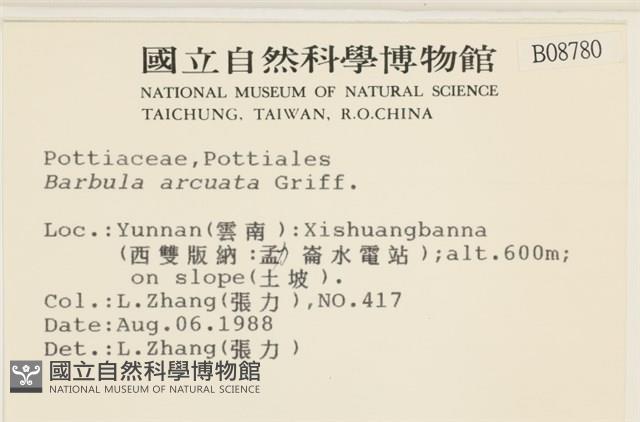 國立自然科學博物館
B08780
NATIONAL MUSEUM OF NATURAL SCIENCE
TAICHUNG, TAIWAN, R.O.CHINA
Pottiaceae,Pottiales
Barbula arcuata Griff.
Loc.:Yunnan(雲南):Xishuangbanna
(西雙版納:孟崙水電站);alt.600m;
on slope(土坡).
Col.:L.Zhang(張力),NO.417
Date:Aug.06.1988
Det.:L.Zhang(張力)
國立自然科學博物館
NATIONAL MUSEUM OF NATURAL SCIENCE